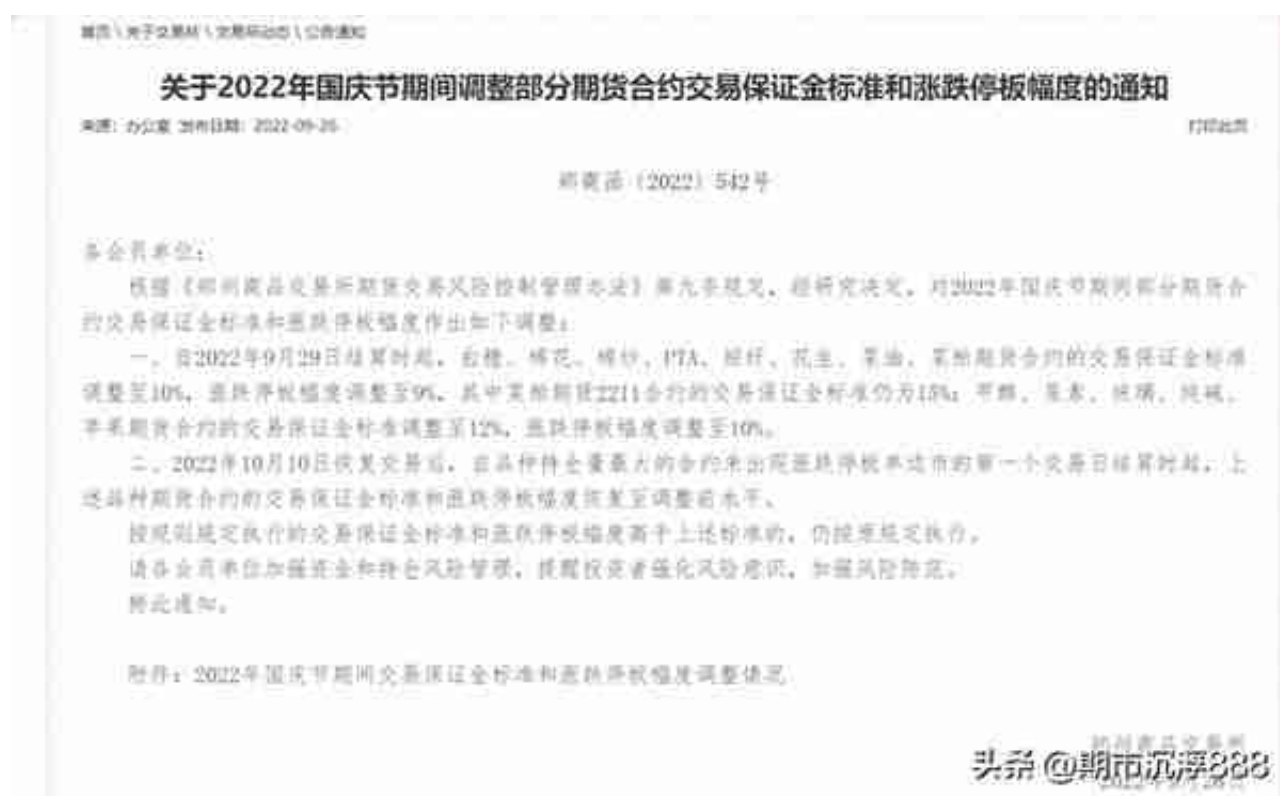 首页 \ 关于交易所 \ 交易所动态 \ 公告通知
关于2022年国庆节期间调整部分期货合约交易保证金标准和涨跌停板幅度的通知
来源：办公室 发布日期：2022-09-26
打印此页
郑商函〔2022〕542号
各会员单位：
根据《郑州商品交易所期货交易风险控制管理办法》第九条规定，经研究决定，对2022年国庆节期间部分期货合
约交易保证金标准和涨跌停板幅度作出如下调整：
一、自2022年9月29日结算时起，白糖、棉花、棉纱、PTA、短纤、花生、菜油、菜粕期货合约的交易保证金标准
调整至10%，涨跌停板幅度调整至9%，其中菜粕期货2211合约的交易保证金标准仍为15%；甲醇、尿素、玻璃、纯碱、
苹果期货合约的交易保证金标准调整至12%，涨跌停板幅度调整至10%。
二、2022年10月10日恢复交易后，自品种持仓量最大的合约未出现涨跌停板单边市的第一个交易日结算时起，上
述品种期货合约的交易保证金标准和涨跌停板幅度恢复至调整前水平。
按规则规定执行的交易保证金标准和涨跌停板幅度高于上述标准的，仍按原规定执行。
请各会员单位加强资金和持仓风险管理，提醒投资者强化风险意识，加强风险防范。
特此通知。
附件：2022年国庆节期间交易保证金标准和涨跌停板幅度调整情况
郑州商品交易所
头条 @期市沉浮888